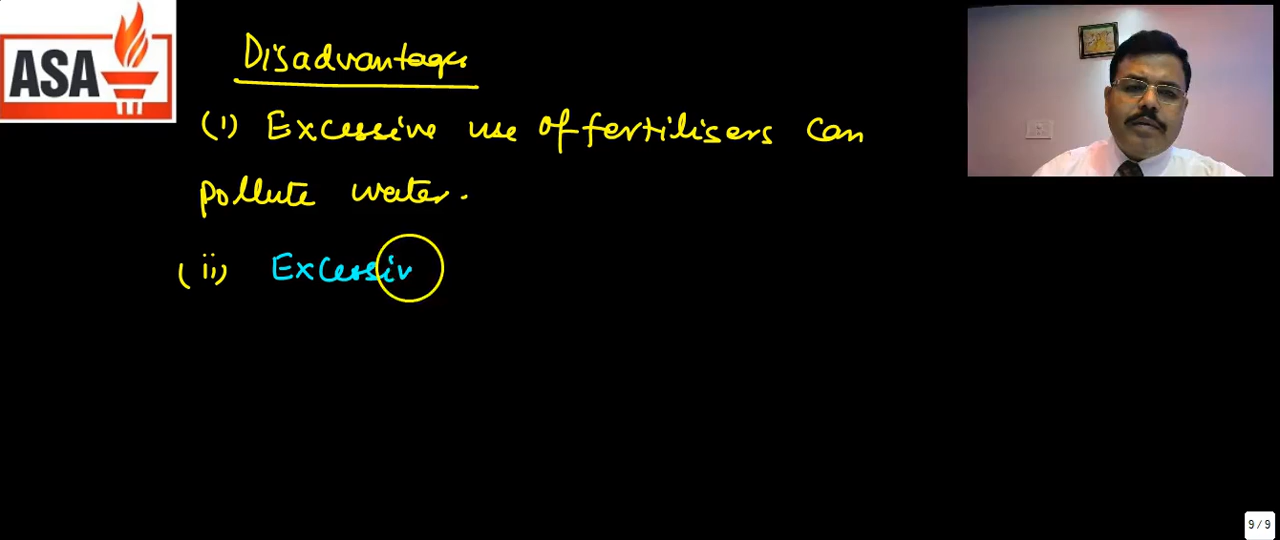 ASA
Disadvantages
(i) Excessive use of fertilisers can
pollute water.
(ii) Excessiv
9/9